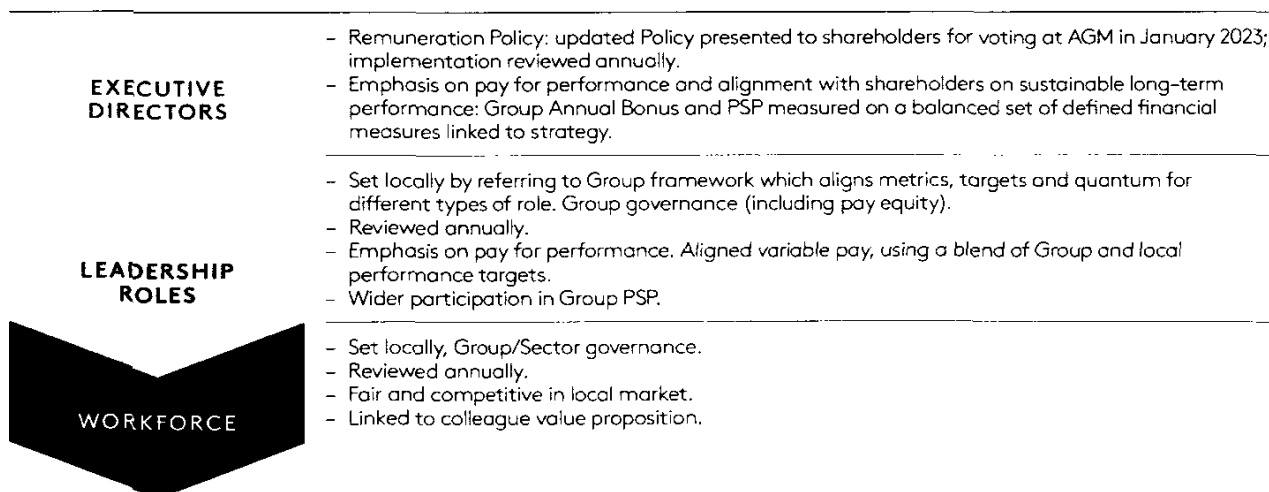 EXECUTIVE
DIRECTORS
– Remuneration Policy: updated Policy presented to shareholders for voting at AGM in January 2023;
implementation reviewed annually.
– Emphasis on pay for performance and alignment with shareholders on sustainable long-term
performance: Group Annual Bonus and PSP measured on a balanced set of defined financial
measures linked to strategy.
LEADERSHIP
ROLES
– Set locally by referring to Group framework which aligns metrics, targets and quantum for
different types of role. Group governance (including pay equity).
– Reviewed annually.
– Emphasis on pay for performance. Aligned variable pay, using a blend of Group and local
performance targets.
– Wider participation in Group PSP.
WORKFORCE
– Set locally, Group/Sector governance.
– Reviewed annually.
– Fair and competitive in local market.
– Linked to colleague value proposition.